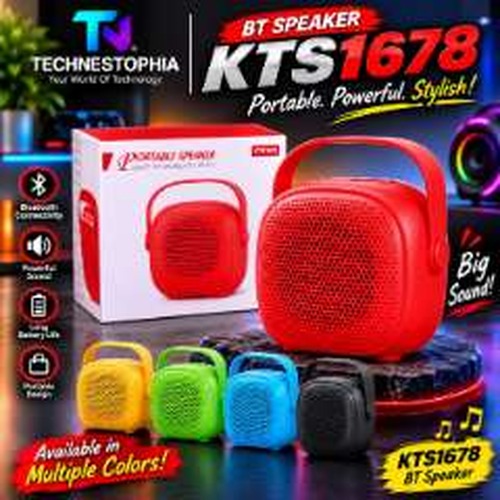 TECHNESTOPHIA
Your World Of Technology
BT SPEAKER
KTS1678
Portable. Powerful. Stylish!
PORTABLE SPEAKER
Bluetooth
Connectivity
Powerful
Sound
Long
Battery Life
Portable
Design
Big
Sound!
Available in
Multiple Colors!
KTS1678
BT Speaker